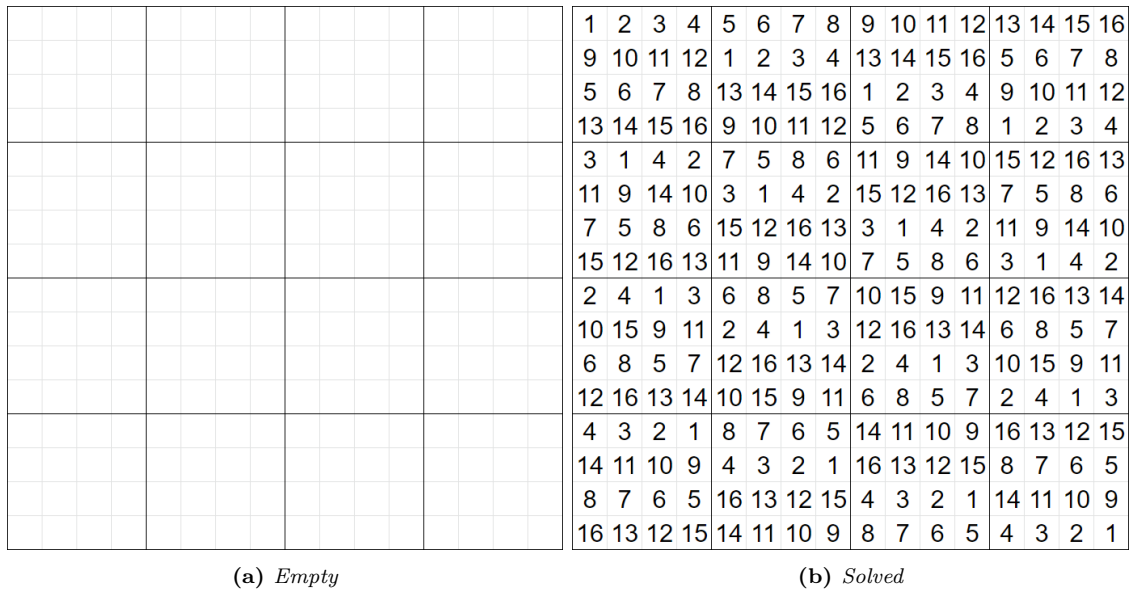 1 2 3 4 5 6 7 8 9 10 11 12 13 14 15 16
9 10 11 12 1 2 3 4 13 14 15 16 5 6 7 8
5 6 7 8 13 14 15 16 1 2 3 4 9 10 11 12
13 14 15 16 9 10 11 12 5 6 7 8 1 2 3 4
3 1 4 2 7 5 8 6 11 9 14 10 15 12 16 13
11 9 14 10 3 1 4 2 15 12 16 13 7 5 8 6
7 5 8 6 15 12 16 13 3 1 4 2 11 9 14 10
15 12 16 13 11 9 14 10 7 5 8 6 3 1 4 2
2 4 1 3 6 8 5 7 10 15 9 11 12 16 13 14
10 15 9 11 2 4 1 3 12 16 13 14 6 8 5 7
6 8 5 7 12 16 13 14 2 4 1 3 10 15 9 11
12 16 13 14 10 15 9 11 6 8 5 7 2 4 1 3
4 3 2 1 8 7 6 5 14 11 10 9 16 13 12 15
14 11 10 9 4 3 2 1 16 13 12 15 8 7 6 5
8 7 6 5 16 13 12 15 4 3 2 1 14 11 10 9
16 13 12 15 14 11 10 9 8 7 6 5 4 3 2 1
(a) Empty
(b) Solved